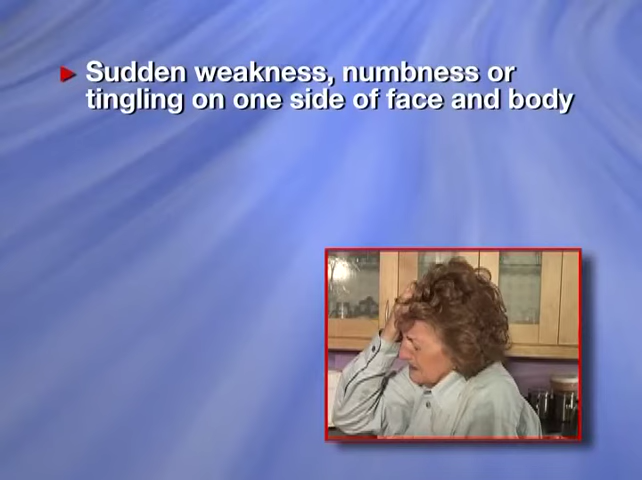 Sudden weakness, numbness or
tingling on one side of face and body